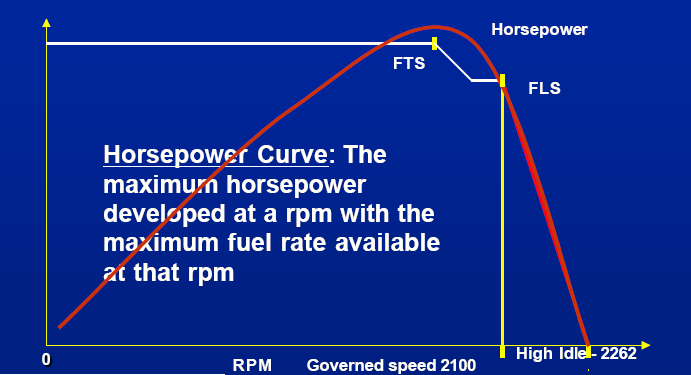 Horsepower
FTS
FLS
Horsepower Curve: The
maximum horsepower
developed at a rpm with the
maximum fuel rate available
at that rpm
0
RPM
Governed speed 2100
High Idle - 2262